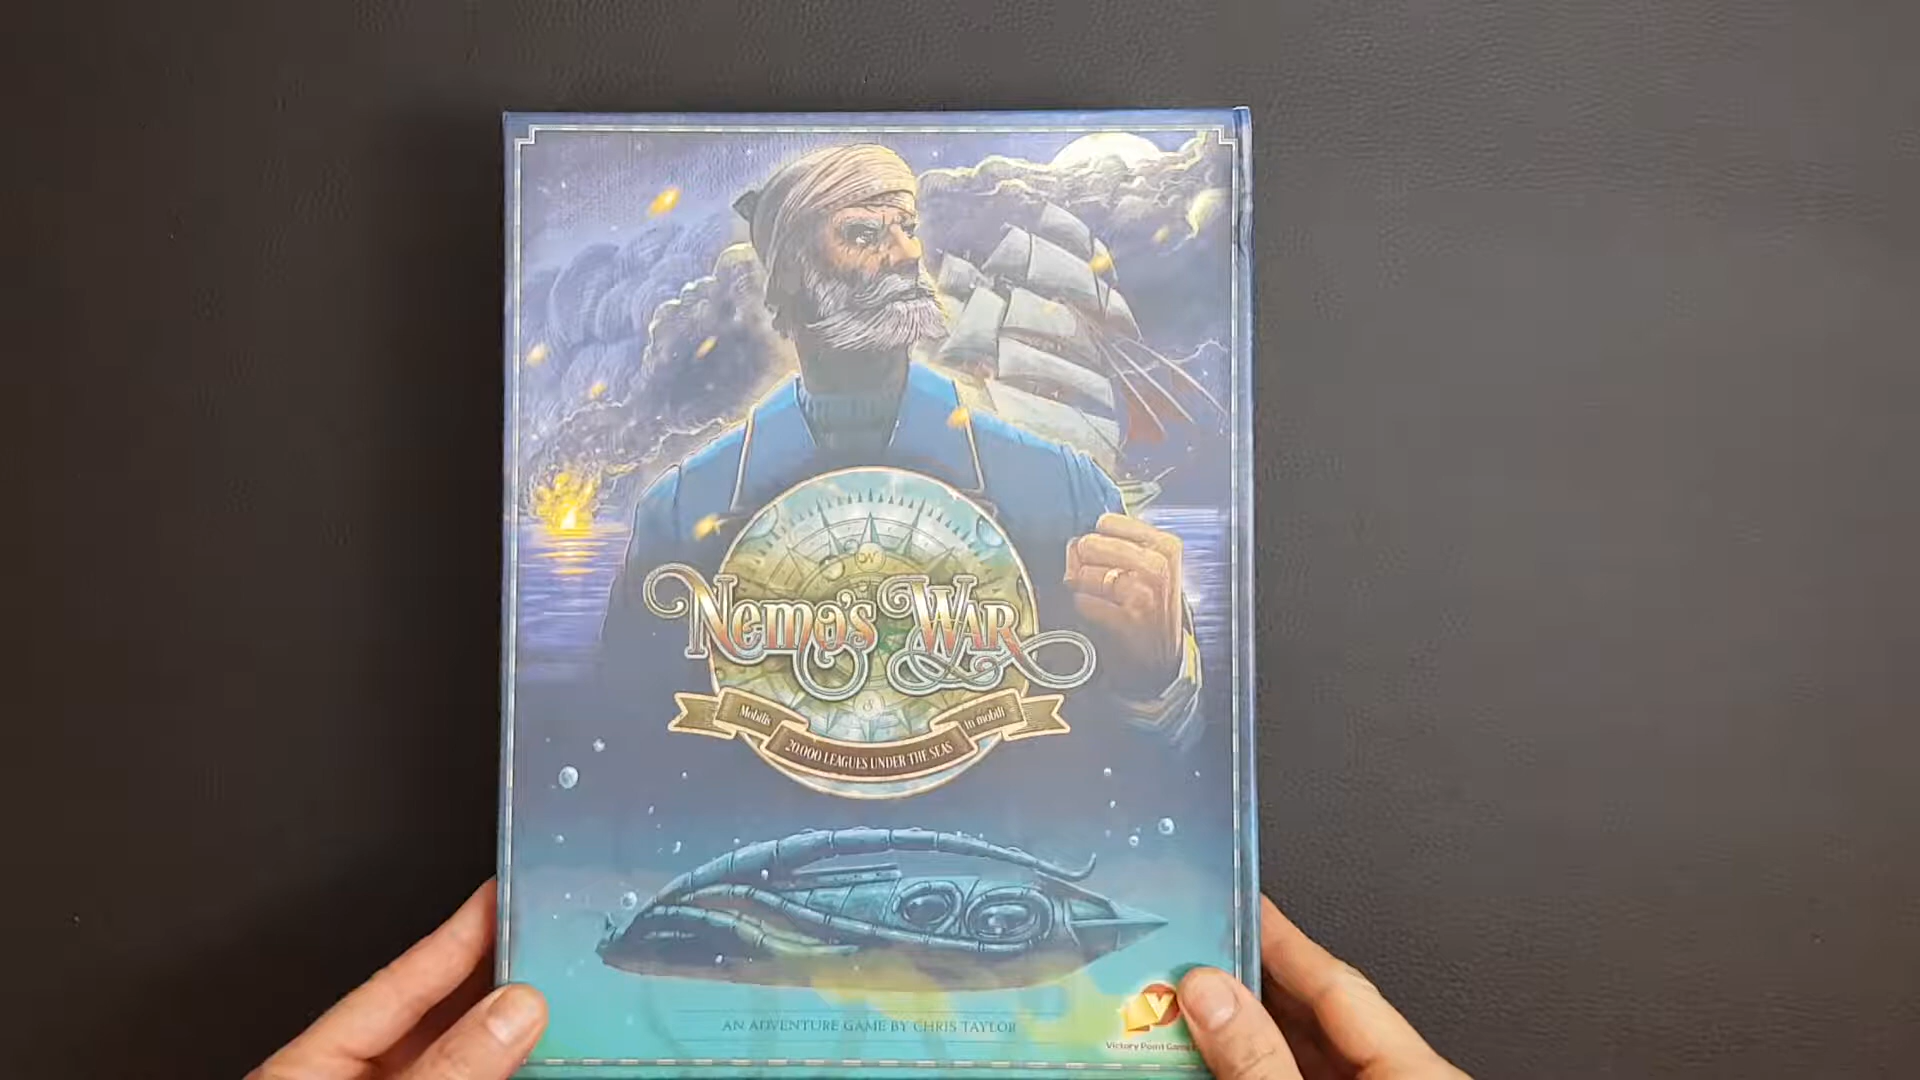 Nemo's War
Mobilis in mobili
20,000 LEAGUES UNDER THE SEAS
AN ADVENTURE GAME BY CHRIS TAYLOR
Victory Point Game